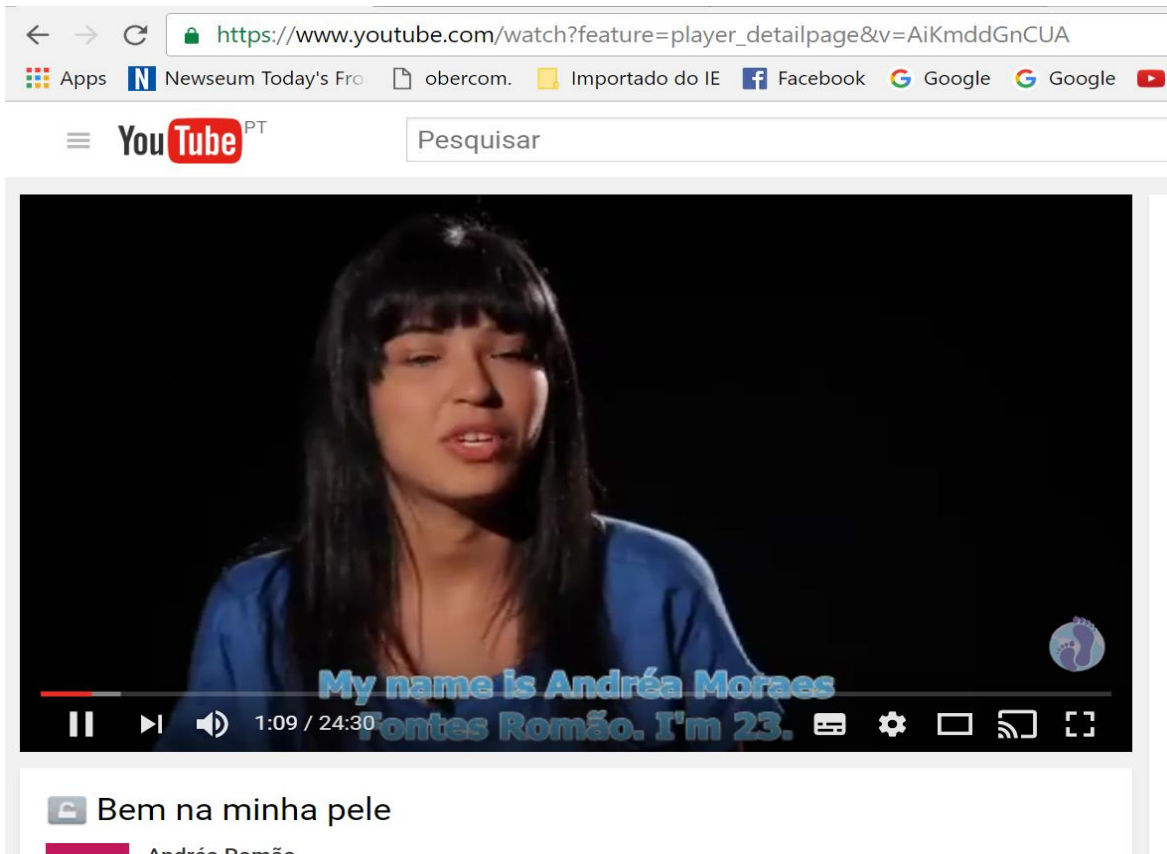 https://www.youtube.com/watch?feature=player_detailpage&v=AiKmddGnCUA
Apps Newseum Today's Fro obercom. Importado do IE Facebook Google Google
YouTube PT Pesquisar
My name is Andréa Moraes
Fontes Romão. I'm 23.
1:09 / 24:30
Bem na minha pele
Andréa Romão